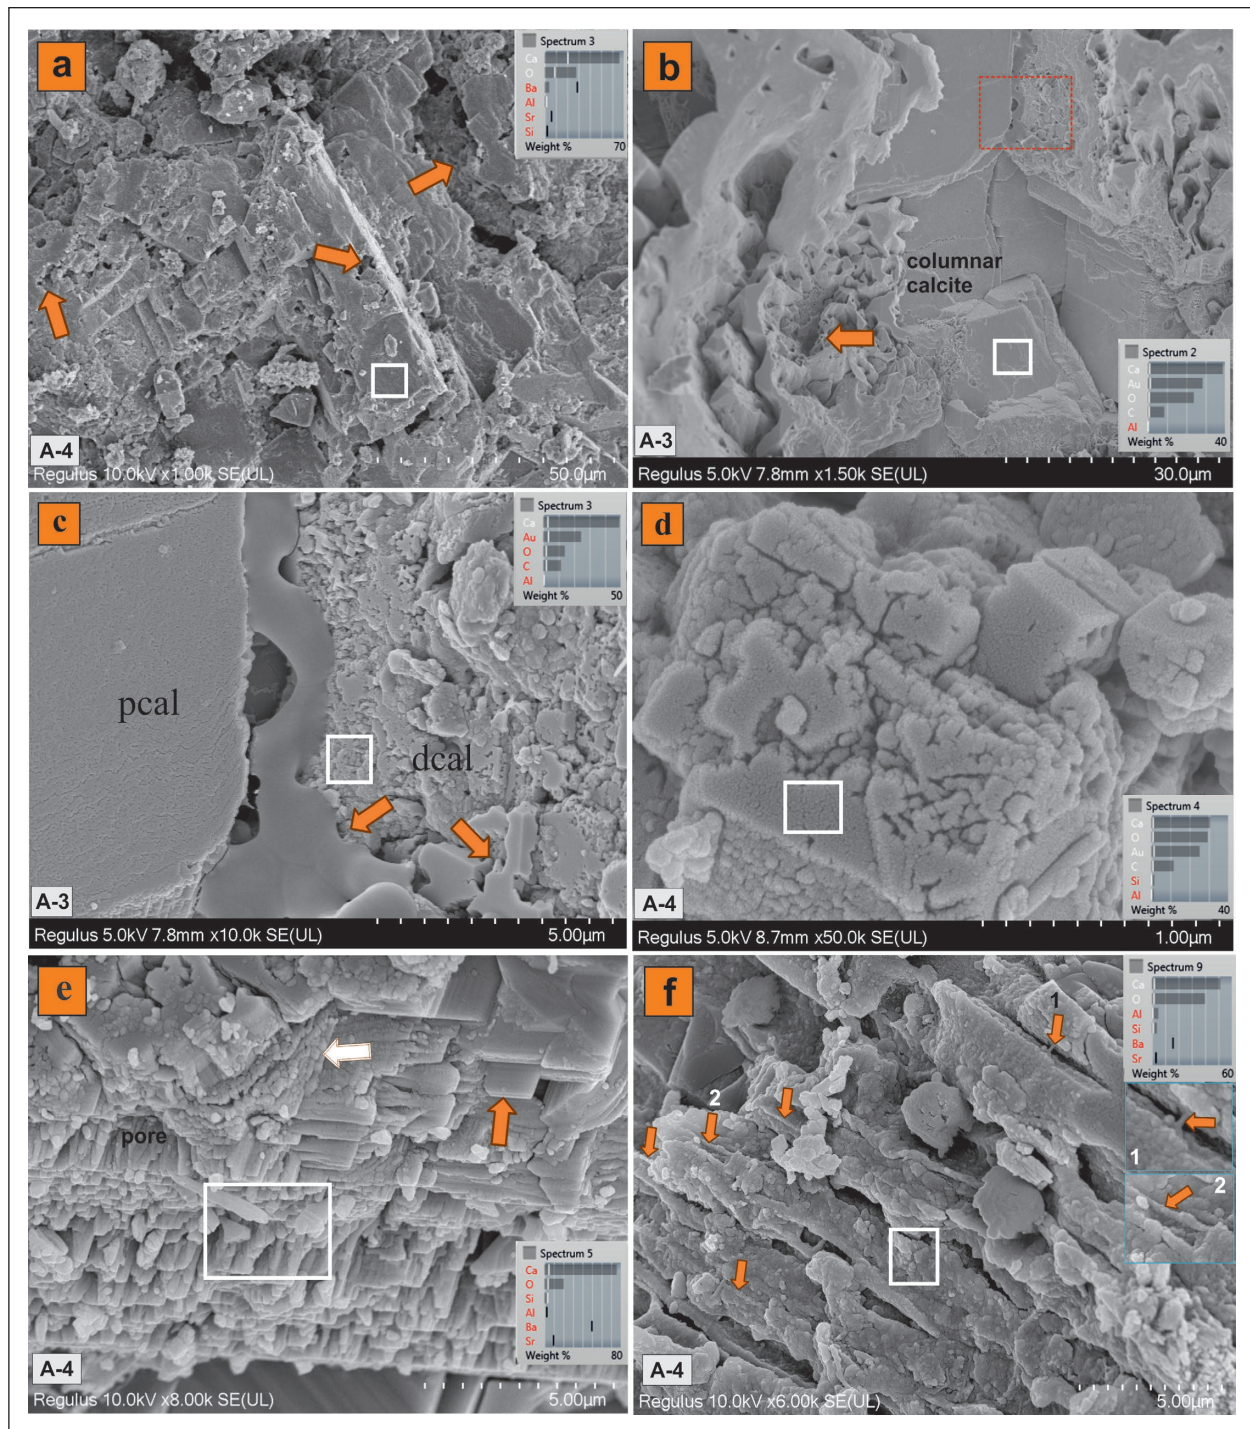 a
Spectrum 3
Ca
O
Ba
Al
Sr
Si
Weight % 70
A-4
Regulus 10.0kV x1.00k SE(UL) 50.0µm
b
columnar
calcite
Spectrum 2
Ca
Au
O
C
Al
Weight % 40
A-3
Regulus 5.0kV 7.8mm x1.50k SE(UL) 30.0µm
c
Spectrum 3
Ca
Au
O
C
Al
Weight % 50
pcal
dcal
A-3
Regulus 5.0kV 7.8mm x10.0k SE(UL) 5.00µm
d
Spectrum 4
Ca
O
Au
C
Si
Al
Weight % 40
A-4
Regulus 5.0kV 8.7mm x50.0k SE(UL) 1.00µm
e
pore
Spectrum 5
Ca
O
Si
Al
Ba
Sr
Weight % 80
A-4
Regulus 10.0kV x8.00k SE(UL) 5.00µm
f
Spectrum 9
Ca
O
Al
Si
Ba
Sr
Weight % 60
1
2
1
2
A-4
Regulus 10.0kV x6.00k SE(UL) 5.00µm